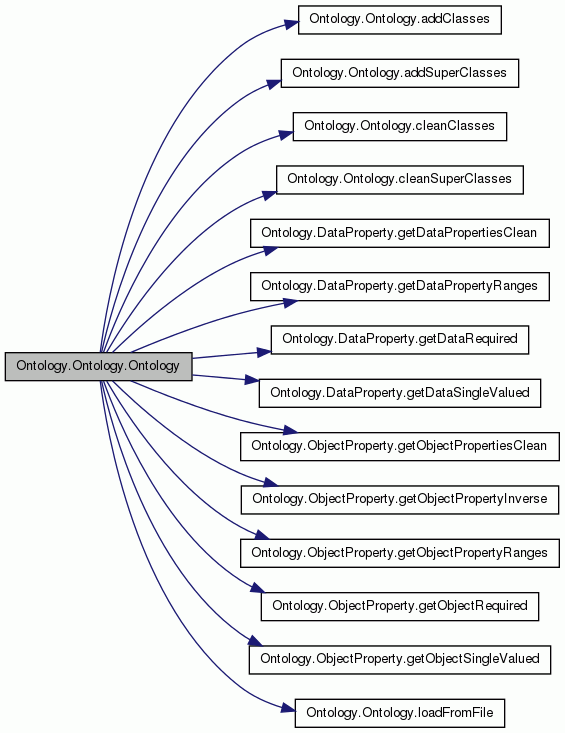 Ontology.Ontology.addClasses
Ontology.Ontology.addSuperClasses
Ontology.Ontology.cleanClasses
Ontology.Ontology.cleanSuperClasses
Ontology.DataProperty.getDataPropertiesClean
Ontology.DataProperty.getDataPropertyRanges
Ontology.DataProperty.getDataRequired
Ontology.Ontology.Ontology
Ontology.DataProperty.getDataSingleValued
Ontology.ObjectProperty.getObjectPropertiesClean
Ontology.ObjectProperty.getObjectPropertyInverse
Ontology.ObjectProperty.getObjectPropertyRanges
Ontology.ObjectProperty.getObjectRequired
Ontology.ObjectProperty.getObjectSingleValued
Ontology.Ontology.loadFromFile